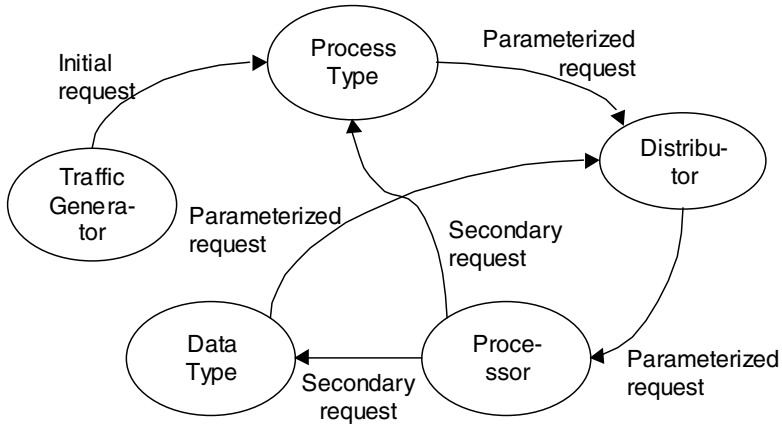 Initial
request
Process
Type
Parameterized
request
Traffic
Genera-
tor
Distribu-
tor
Parameterized
request
Secondary
request
Data
Type
Proce-
ssor
Secondary
request
Parameterized
request